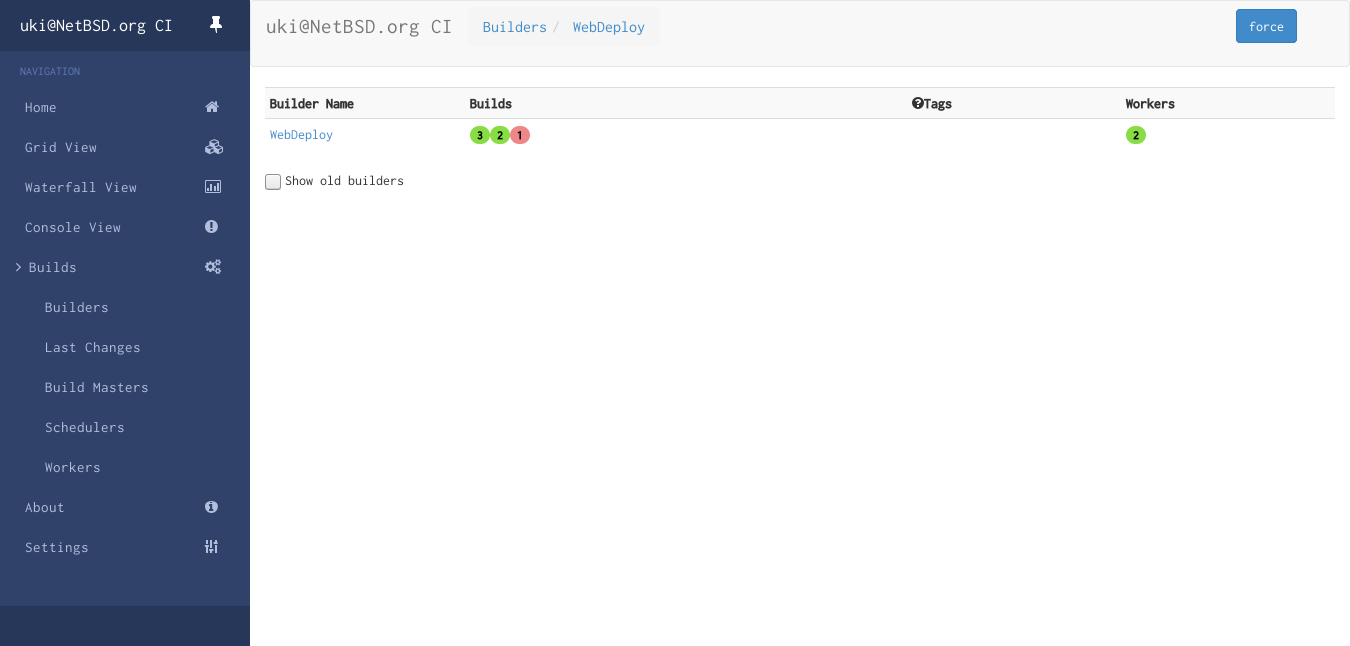 uki@NetBSD.org CI
NAVIGATION
Home
Grid View
Waterfall View
Console View
Builds
Builders
Last Changes
Build Masters
Schedulers
Workers
About
Settings
uki@NetBSD.org CI Builders / WebDeploy force
Builder Name Builds Tags Workers
WebDeploy 3 2 1 2
Show old builders